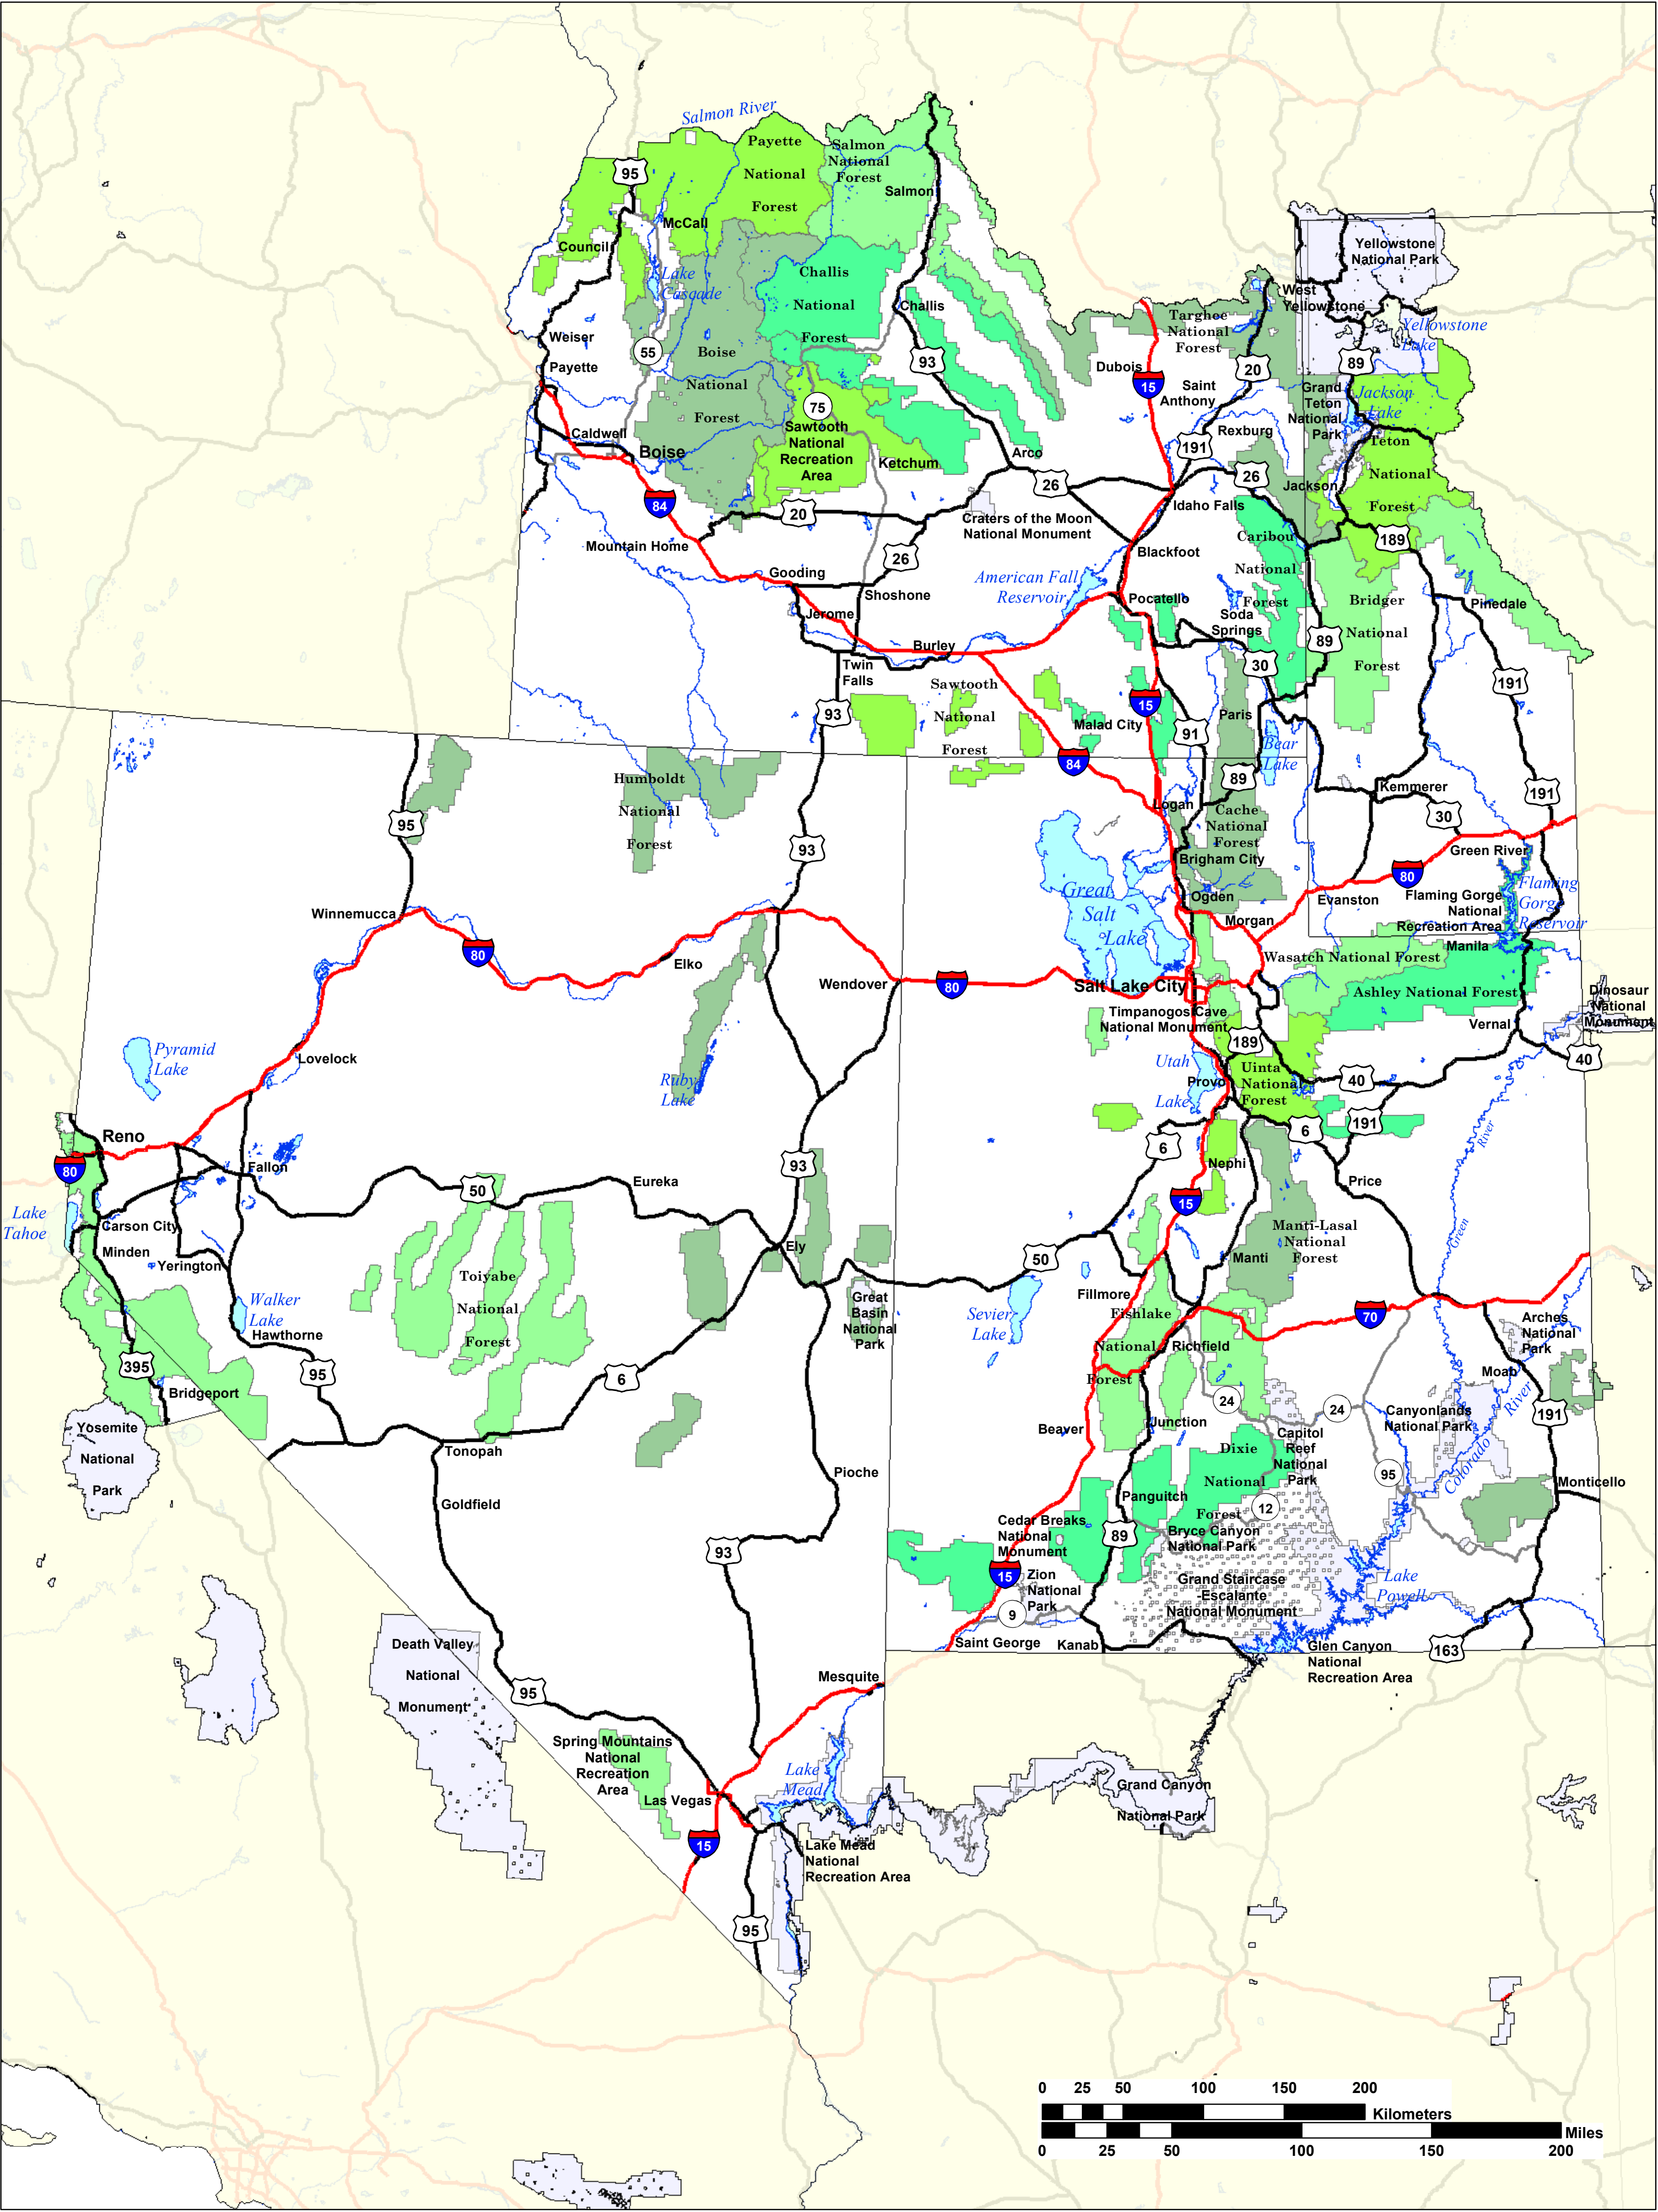 Salmon River
Payette
National
Forest
Salmon
National
Forest
Salmon
95
McCall
Council
Lake
Cascade
Challis
National
Forest
Challis
Yellowstone
National Park
West
Yellowstone
Yellowstone
Lake
Targhee
National
Forest
Weiser
Payette
55
Boise
National
Forest
93
Dubois
15
20
89
Saint
Anthony
Grand
Teton
National
Park
Jackson
Lake
75
Sawtooth
National
Recreation
Area
Caldwell
Boise
Ketchum
Arco
Rexburg
191
Teton
National
Forest
Jackson
84
20
26
26
Idaho Falls
Craters of the Moon
National Monument
Mountain Home
26
Blackfoot
Caribou
National
Forest
189
Gooding
American Fall
Reservoir
Shoshone
Jerome
Pocatello
Soda
Springs
Bridger
National
Forest
Pinedale
89
Burley
Twin
Falls
30
191
93
Sawtooth
National
Forest
15
Malad City
Paris
91
Bear
Lake
84
89
Humboldt
National
Forest
95
93
Logan
Cache
National
Forest
Kemmerer
191
30
Brigham City
Green River
80
Great
Salt
Lake
Ogden
Evanston
Flaming Gorge
National
Recreation Area
Flaming
Gorge
Reservoir
Winnemucca
Morgan
Manila
80
Elko
Wendover
80
Salt Lake City
Wasatch National Forest
Ashley National Forest
Dinosaur
National
Monument
Timpanogos Cave
National Monument
Vernal
189
40
Pyramid
Lake
Lovelock
Ruby
Lake
Utah
Lake
Provo
Uinta
National
Forest
40
191
6
Reno
80
Fallon
93
6
Nephi
River
Green
50
Eureka
15
Price
Lake
Tahoe
Carson City
Minden
Yerington
Toiyabe
National
Forest
Ely
50
Manti
Manti-Lasal
National
Forest
Walker
Lake
Hawthorne
Great
Basin
National
Park
Sevier
Lake
Fillmore
Fishlake
National
Forest
Richfield
70
Arches
National
Park
Moab
395
95
6
Bridgeport
24
24
Canyonlands
National Park
River
Colorado
191
Yosemite
National
Park
Tonopah
Beaver
Junction
Capitol
Reef
National
Park
Dixie
National
Forest
95
Monticello
Pioche
Goldfield
Panguitch
12
Cedar Breaks
National
Monument
89
Bryce Canyon
National Park
93
15
Zion
National
Park
Grand Staircase
-Escalante
National Monument
Lake
Powell
9
Saint George
Kanab
163
Glen Canyon
National
Recreation Area
Death Valley
National
Monument
Mesquite
95
Spring Mountains
National
Recreation
Area
Lake
Mead
Las Vegas
15
Grand Canyon
National Park
Lake Mead
National
Recreation Area
95
0 25 50 100 150 200
Kilometers
Miles
0 25 50 100 150 200